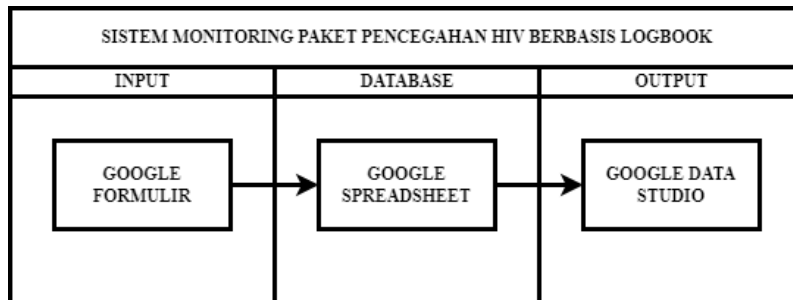 SISTEM MONITORING PAKET PENCEGAHAN HIV BERBASIS LOGBOOK
INPUT
DATABASE
OUTPUT
GOOGLE
FORMULIR
GOOGLE
SPREADSHEET
GOOGLE DATA
STUDIO